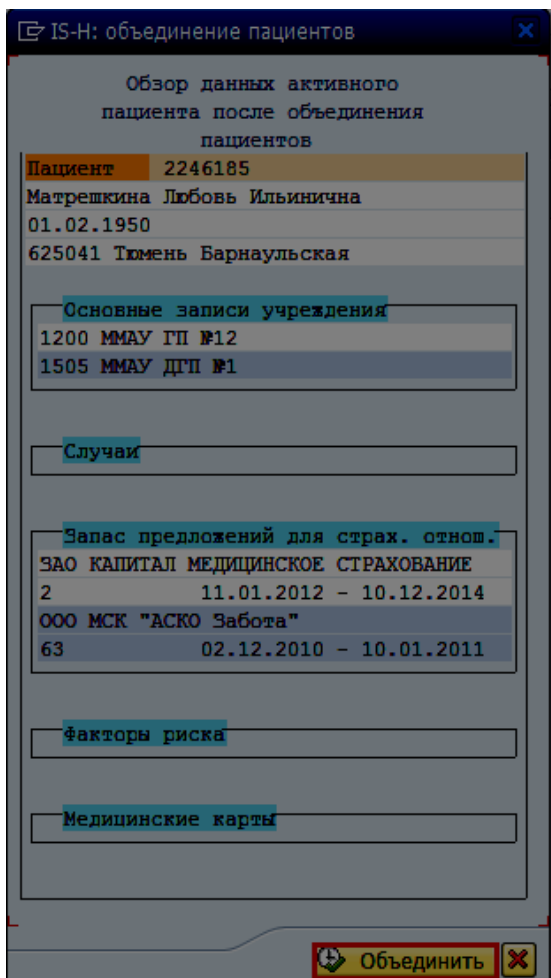 IS-H: объединение пациентов
Обзор данных активного
пациента после объединения
пациентов
Пациент 2246185
Матрешкина Любовь Ильинична
01.02.1950
625041 Тюмень Барнаульская
Основные записи учреждения
1200 ММАУ ГП №12
1505 ММАУ ДГП №1
Случаи
Запас предложений для страх. отнош.
ЗАО КАПИТАЛ МЕДИЦИНСКОЕ СТРАХОВАНИЕ
2 11.01.2012 - 10.12.2014
ООО МСК "АСКО Забота"
63 02.12.2010 - 10.01.2011
Факторы риска
Медицинские карты
Объединить